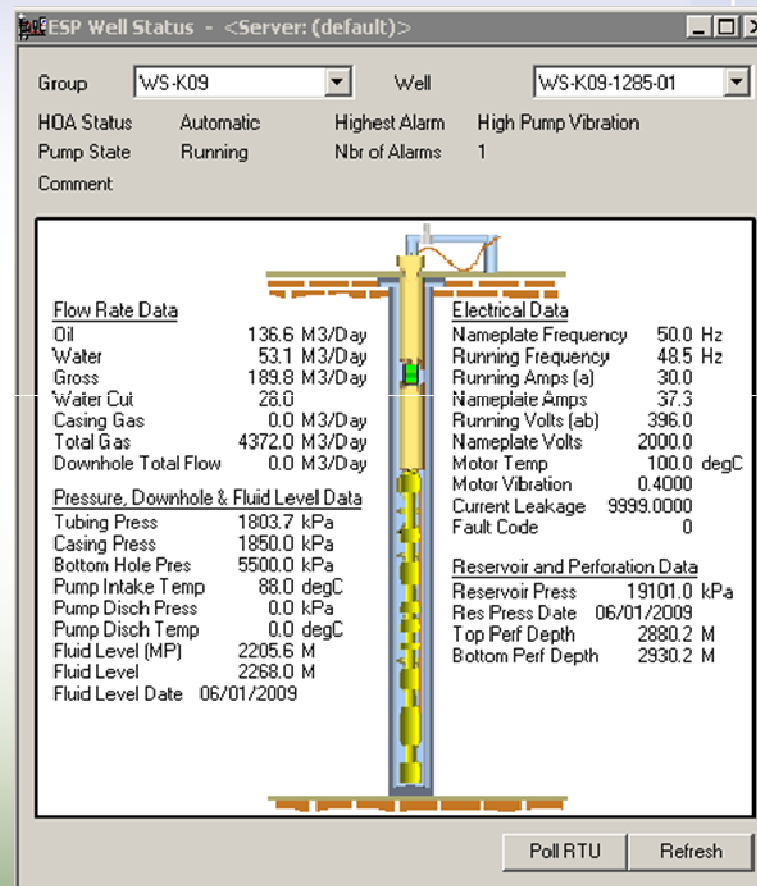 ESP Well Status - <Server: (default)>
Group WS-K09 Well WS-K09-1285-01
HOA Status Automatic Highest Alarm High Pump Vibration
Pump State Running Nbr of Alarms 1
Comment
Flow Rate Data
Oil 136.6 M3/Day
Water 53.1 M3/Day
Gross 189.8 M3/Day
Water Cut 28.0
Casing Gas 0.0 M3/Day
Total Gas 4372.0 M3/Day
Downhole Total Flow 0.0 M3/Day
Pressure, Downhole & Fluid Level Data
Tubing Press 1803.7 kPa
Casing Press 1850.0 kPa
Bottom Hole Pres 5500.0 kPa
Pump Intake Temp 88.0 degC
Pump Disch Press 0.0 kPa
Pump Disch Temp 0.0 degC
Fluid Level (MP) 2205.6 M
Fluid Level 2268.0 M
Fluid Level Date 06/01/2009
Electrical Data
Nameplate Frequency 50.0 Hz
Running Frequency 48.5 Hz
Running Amps (a) 30.0
Nameplate Amps 37.3
Running Volts (ab) 396.0
Nameplate Volts 2000.0
Motor Temp 100.0 degC
Motor Vibration 0.4000
Current Leakage 9999.0000
Fault Code 0
Reservoir and Perforation Data
Reservoir Press 19101.0 kPa
Res Press Date 06/01/2009
Top Perf Depth 2880.2 M
Bottom Perf Depth 2930.2 M
Poll RTU Refresh